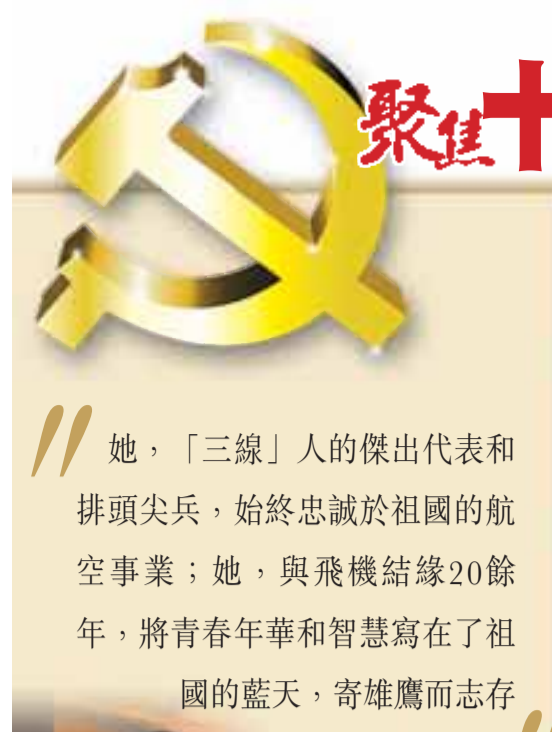 聚焦十
她，「三線」人的傑出代表和
排頭尖兵，始終忠誠於祖國的航
空事業；她，與飛機結緣20餘
年，將青春年華和智慧寫在了祖
國的藍天，寄雄鷹而志存